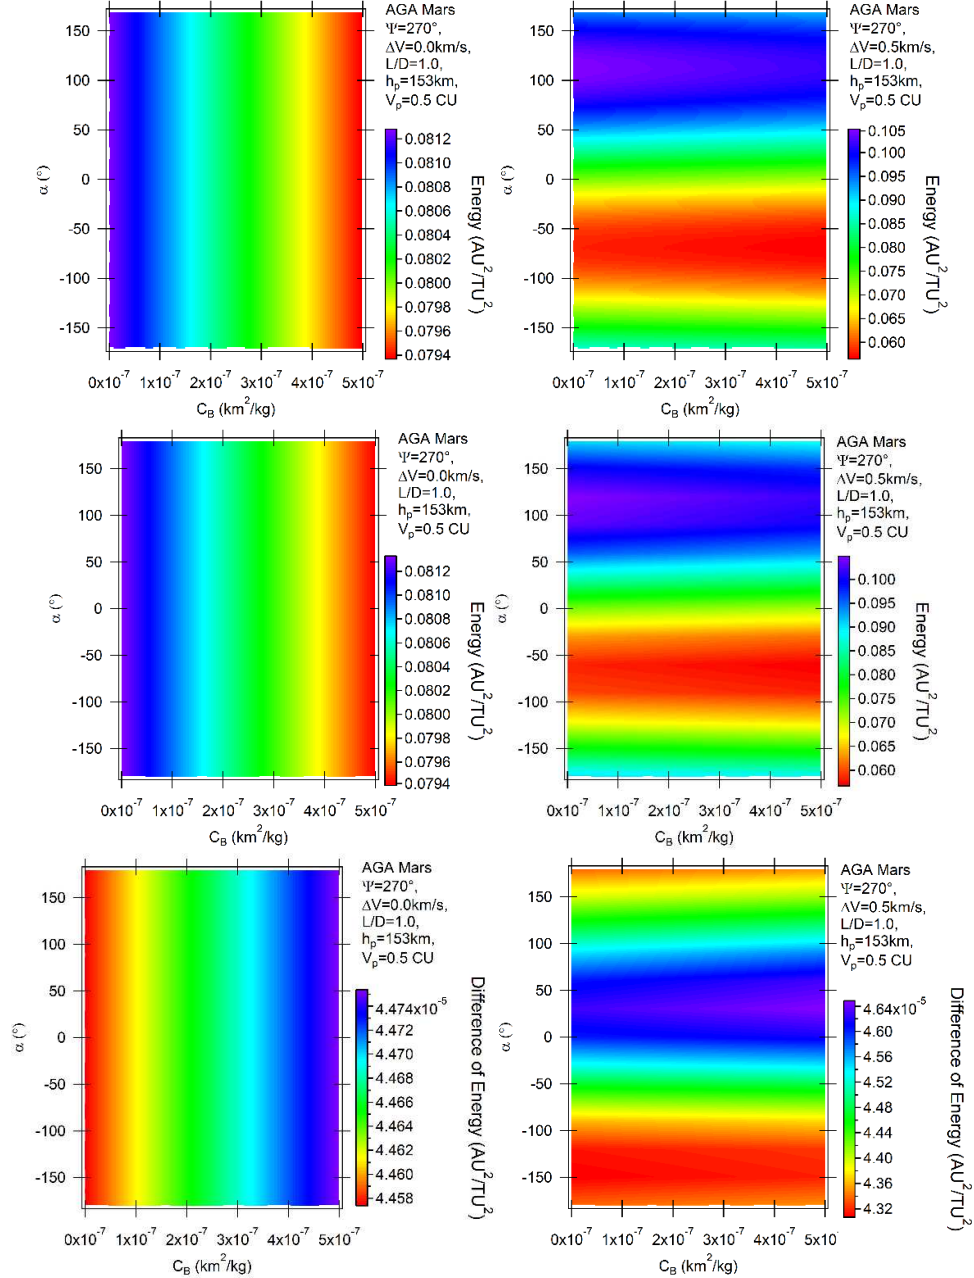 AGA Mars
Ψ=270°,
ΔV=0.0km/s,
L/D=1.0,
hp=153km,
Vp=0.5 CU
150
100
50
0
-50
-100
-150
α (°)
0.0812
0.0810
0.0808
0.0806
0.0804
0.0802
0.0800
0.0798
0.0796
0.0794
Energy (AU²/TU²)
0x10⁻⁷ 1x10⁻⁷ 2x10⁻⁷ 3x10⁻⁷ 4x10⁻⁷ 5x10⁻⁷
C_B (km²/kg)
AGA Mars
Ψ=270°,
ΔV=0.5km/s,
L/D=1.0,
hp=153km,
Vp=0.5 CU
150
100
50
0
-50
-100
-150
α (°)
0.105
0.100
0.095
0.090
0.085
0.080
0.075
0.070
0.065
0.060
Energy (AU²/TU²)
0x10⁻⁷ 1x10⁻⁷ 2x10⁻⁷ 3x10⁻⁷ 4x10⁻⁷ 5x10⁻⁷
C_B (km²/kg)
AGA Mars
Ψ=270°,
ΔV=0.0km/s,
L/D=1.0,
hp=153km,
Vp=0.5 CU
150
100
50
0
-50
-100
-150
α (°)
0.0812
0.0810
0.0808
0.0806
0.0804
0.0802
0.0800
0.0798
0.0796
0.0794
Energy (AU²/TU²)
0x10⁻⁷ 1x10⁻⁷ 2x10⁻⁷ 3x10⁻⁷ 4x10⁻⁷ 5x10⁻⁷
C_B (km²/kg)
AGA Mars
Ψ=270°,
ΔV=0.5km/s,
L/D=1.0,
hp=153km,
Vp=0.5 CU
150
100
50
0
-50
-100
-150
α (°)
0.100
0.095
0.090
0.085
0.080
0.075
0.070
0.065
0.060
Energy (AU²/TU²)
0x10⁻⁷ 1x10⁻⁷ 2x10⁻⁷ 3x10⁻⁷ 4x10⁻⁷ 5x10⁻⁷
C_B (km²/kg)
AGA Mars
Ψ=270°,
ΔV=0.0km/s,
L/D=1.0,
hp=153km,
Vp=0.5 CU
150
100
50
0
-50
-100
-150
α (°)
4.474x10⁻⁵
4.472
4.470
4.468
4.466
4.464
4.462
4.460
4.458
Difference of Energy (AU²/TU²)
0x10⁻⁷ 1x10⁻⁷ 2x10⁻⁷ 3x10⁻⁷ 4x10⁻⁷ 5x10⁻⁷
C_B (km²/kg)
AGA Mars
Ψ=270°,
ΔV=0.5km/s,
L/D=1.0,
hp=153km,
Vp=0.5 CU
150
100
50
0
-50
-100
-150
α (°)
4.64x10⁻⁵
4.60
4.56
4.52
4.48
4.44
4.40
4.36
4.32
Difference of Energy (AU²/TU²)
0x10⁻⁷ 1x10⁻⁷ 2x10⁻⁷ 3x10⁻⁷ 4x10⁻⁷ 5x10⁻⁷
C_B (km²/kg)